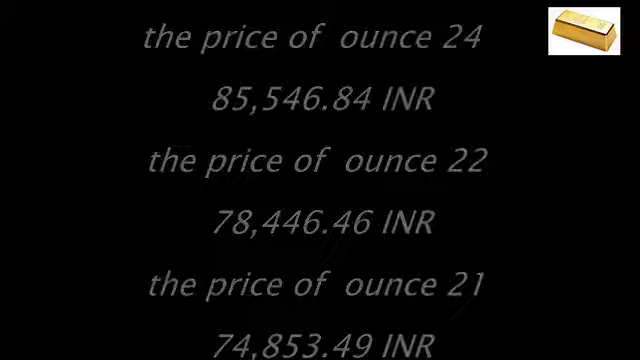 the price of ounce 24
85,546.84 INR
the price of ounce 22
78,446.46 INR
the price of ounce 21
74,853.49 INR